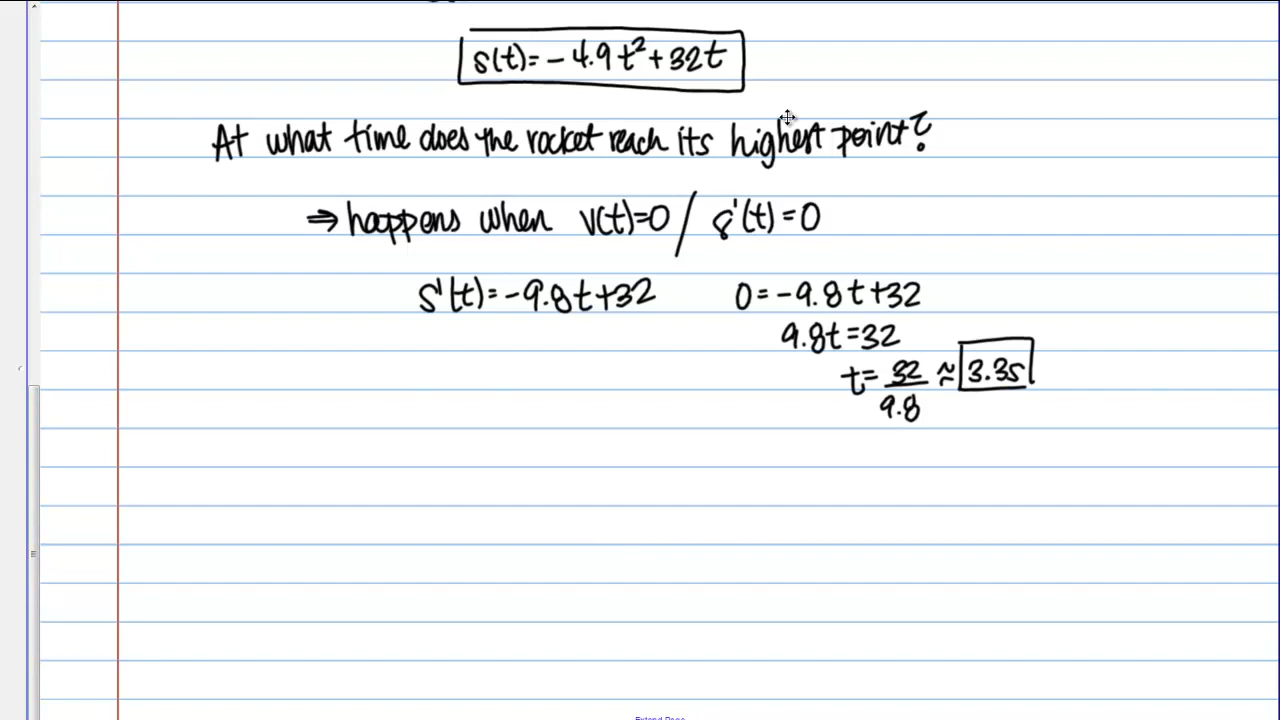 s(t)=-4.9t²+32t
At what time does the rocket reach its highest point?
⇒ happens when v(t)=0 / s'(t)=0
s'(t)=-9.8t+32 0=-9.8t+32
9.8t=32
t=32/9.8 ≈ 3.3s